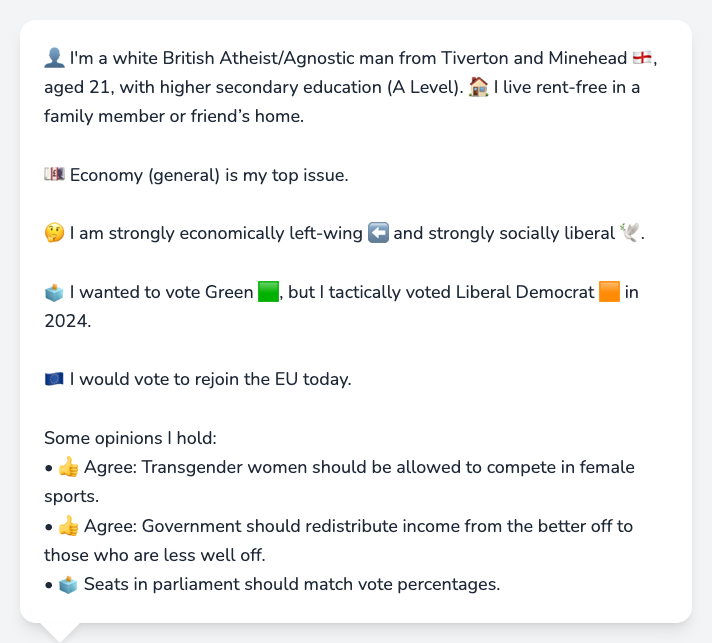 👤 I'm a white British Atheist/Agnostic man from Tiverton and Minehead 🏴󠁧󠁢󠁥󠁮󠁧󠁿,
aged 21, with higher secondary education (A Level). 🏠 I live rent-free in a
family member or friend’s home.
💷 Economy (general) is my top issue.
🤔 I am strongly economically left-wing ⬅️ and strongly socially liberal 🕊️.
🗳️ I wanted to vote Green 🟩, but I tactically voted Liberal Democrat 🟧 in
2024.
🇪🇺 I would vote to rejoin the EU today.
Some opinions I hold:
• 👍 Agree: Transgender women should be allowed to compete in female
sports.
• 👍 Agree: Government should redistribute income from the better off to
those who are less well off.
• 🗳️ Seats in parliament should match vote percentages.